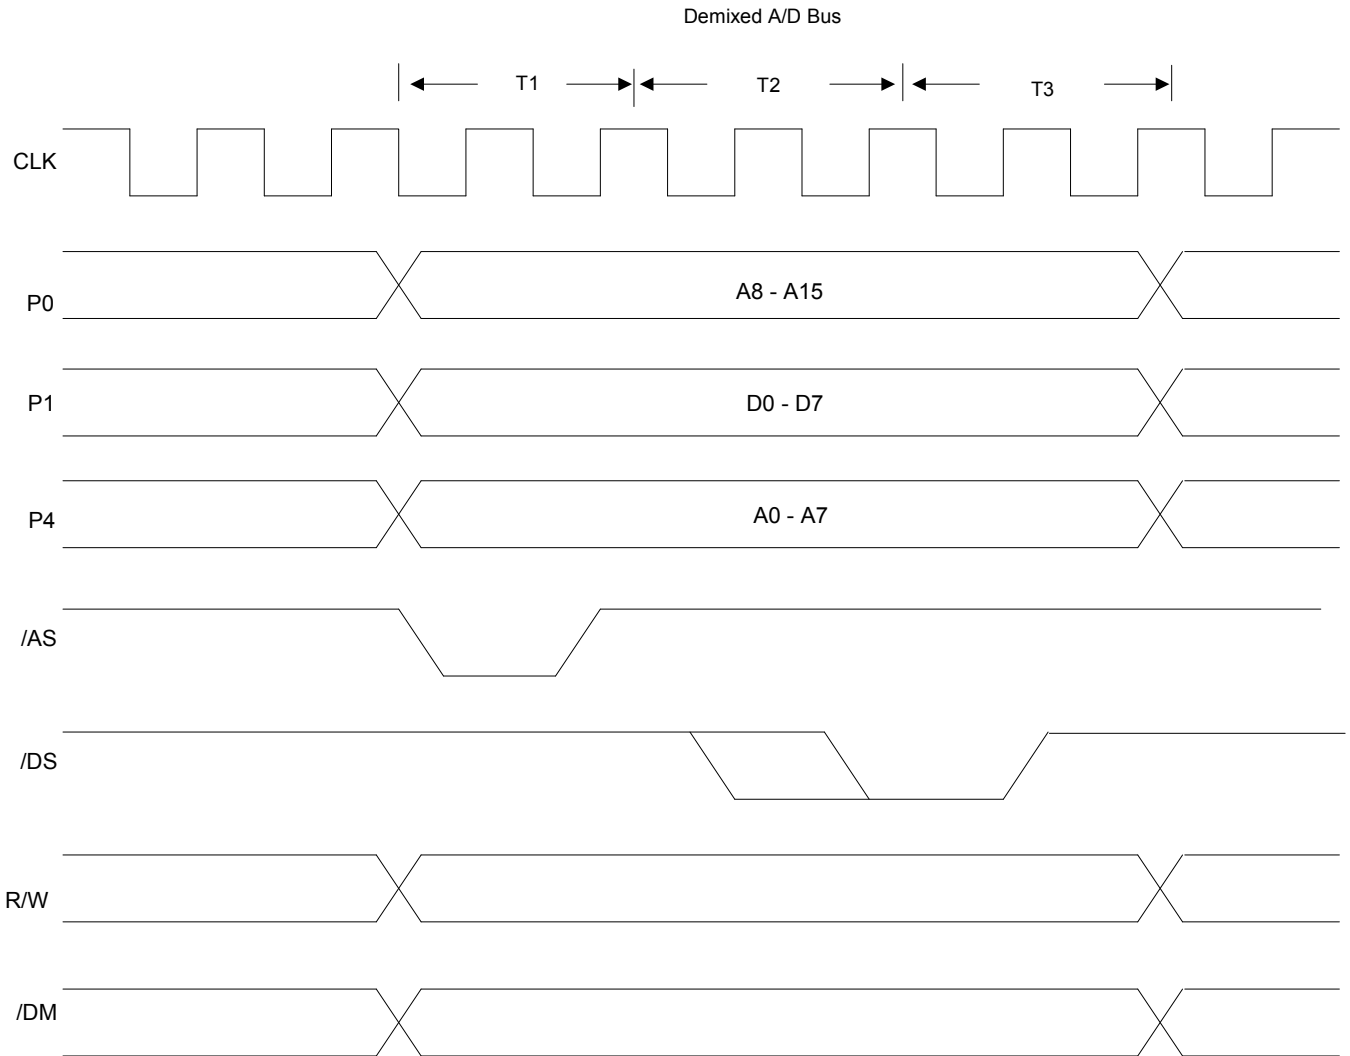 Demixed A/D Bus
T1
T2
T3
CLK
P0
A8 - A15
P1
D0 - D7
P4
A0 - A7
/AS
/DS
R/W
/DM